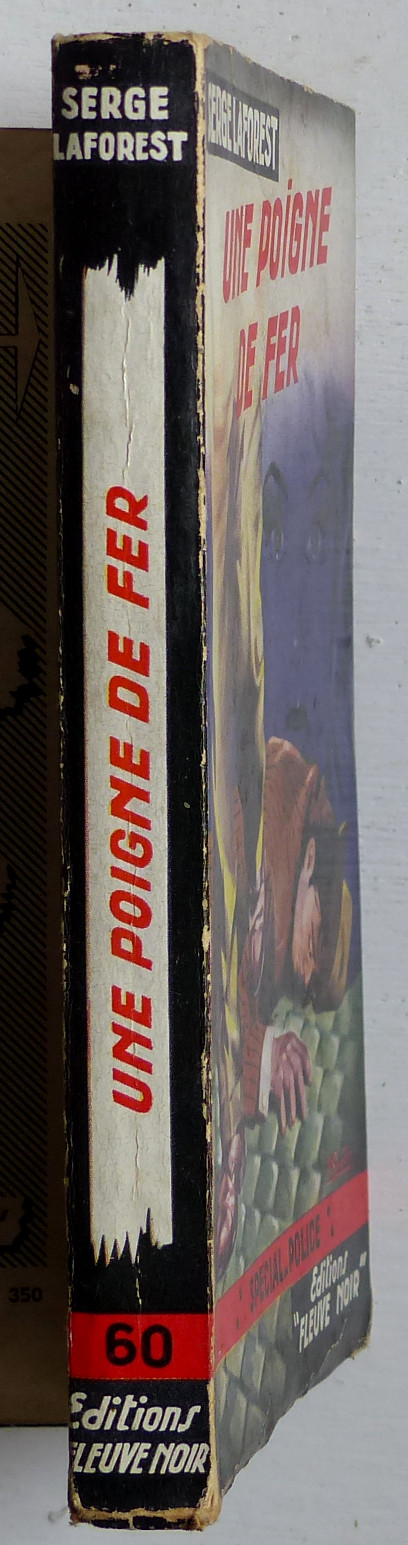 SERGE
LAFOREST
UNE POIGNE DE FER
60
Editions
FLEUVE NOIR
SERGE LAFOREST
UNE POIGNE
DE FER
SPECIAL-POLICE
Editions
"FLEUVE NOIR"
350